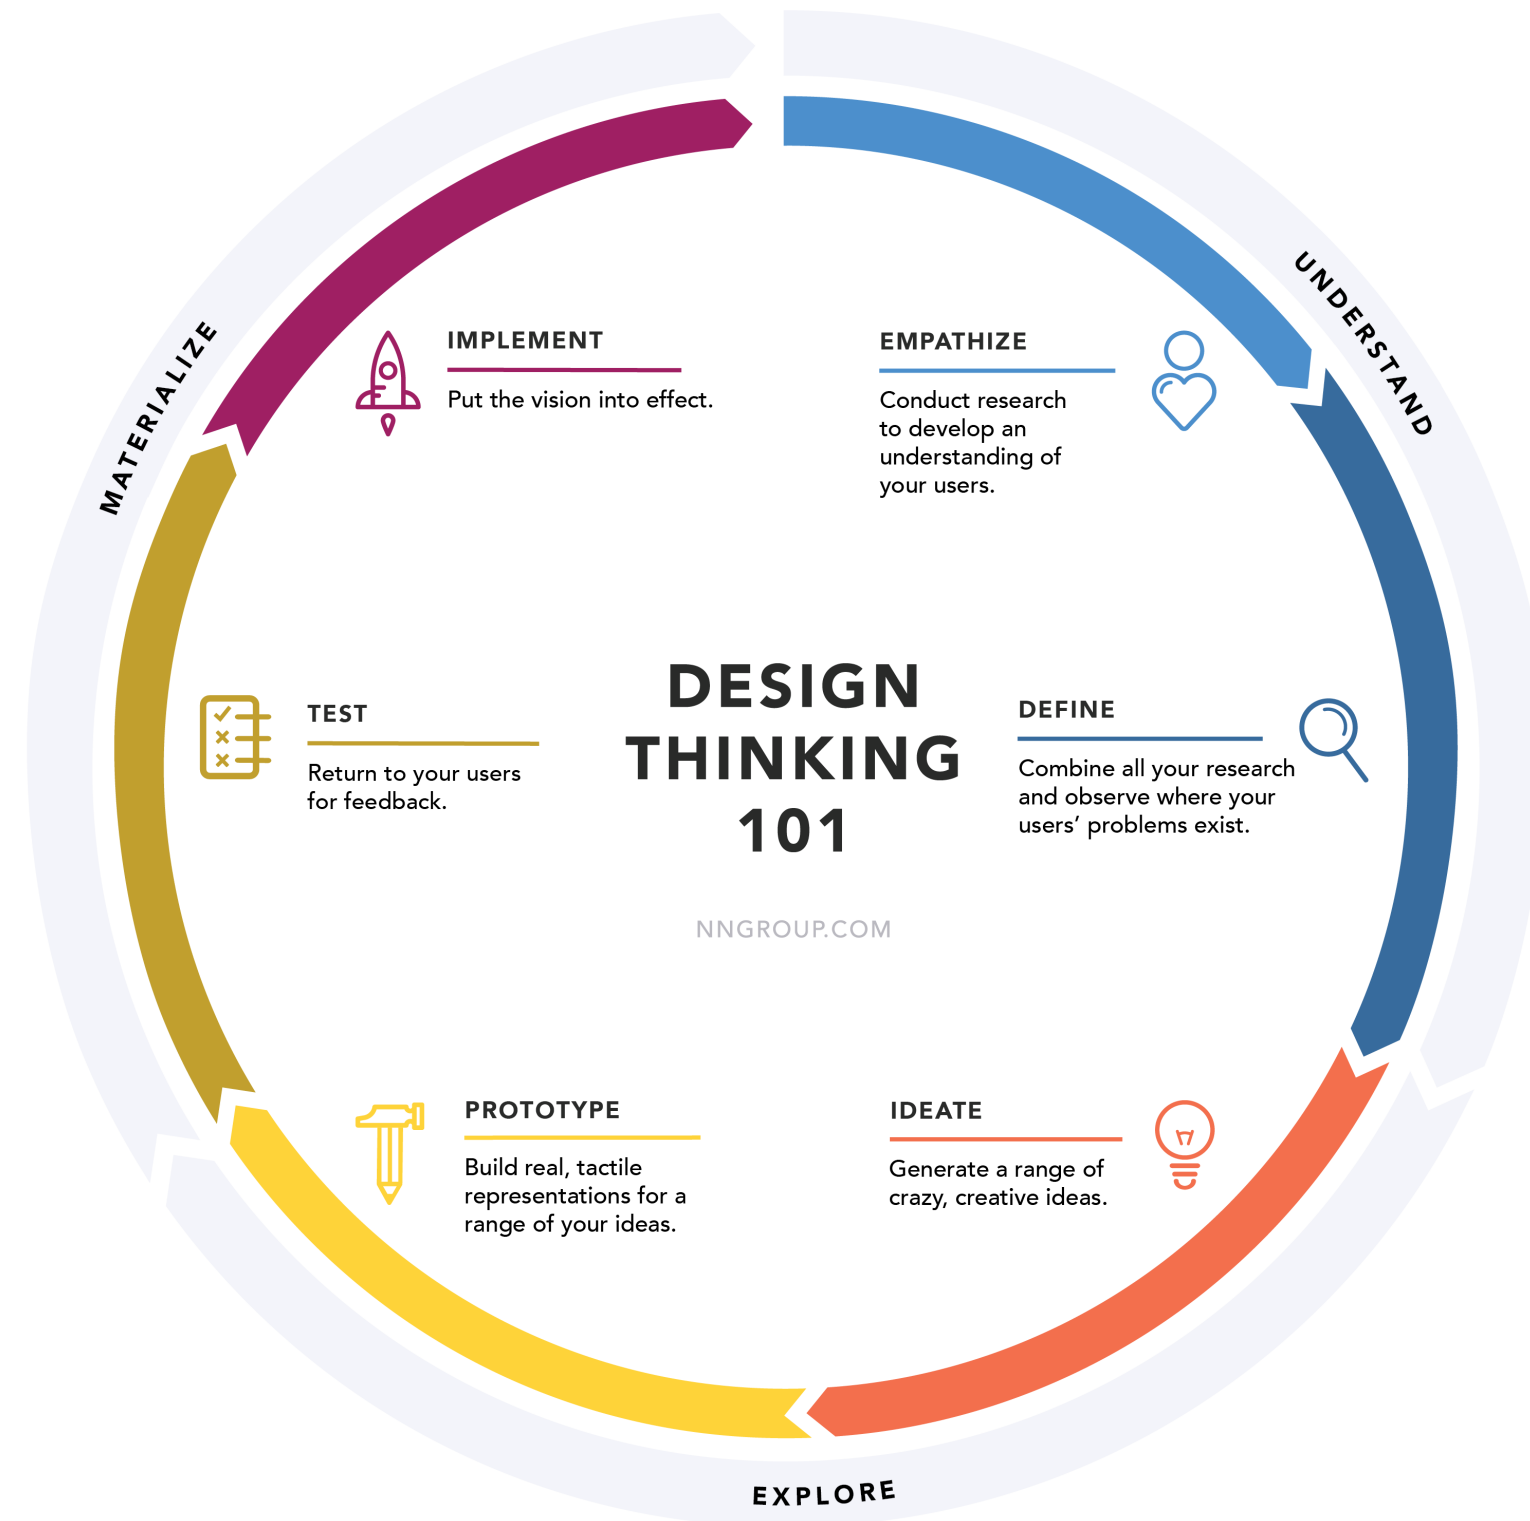 UNDERSTAND
EMPATHIZE
Conduct research
to develop an
understanding of
your users.
DEFINE
Combine all your research
and observe where your
users’ problems exist.
EXPLORE
IDEATE
Generate a range of
crazy, creative ideas.
PROTOTYPE
Build real, tactile
representations for a
range of your ideas.
MATERIALIZE
TEST
Return to your users
for feedback.
IMPLEMENT
Put the vision into effect.
DESIGN
THINKING
101
NNGROUP.COM